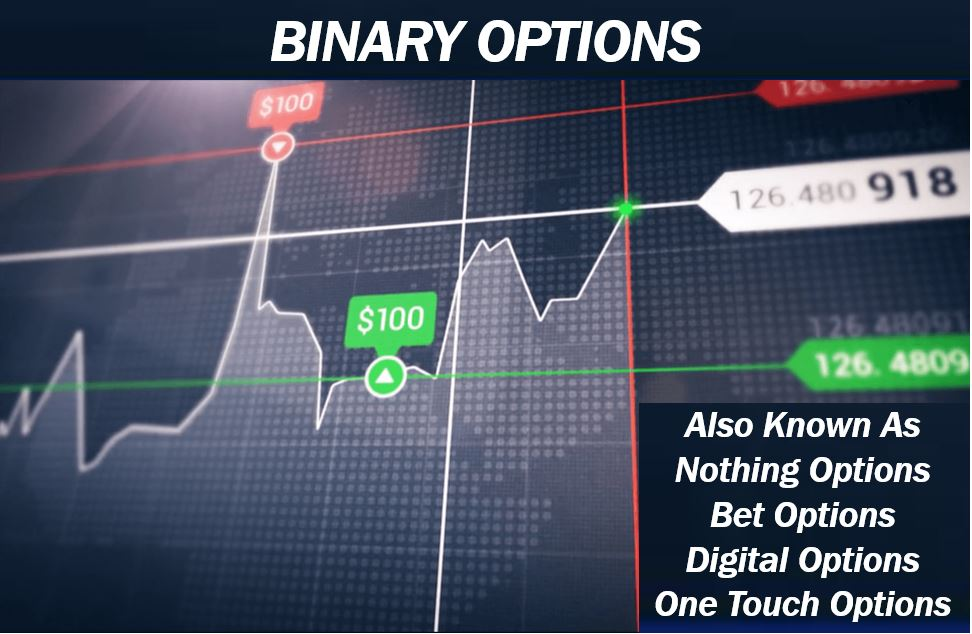 BINARY OPTIONS
$100
126.480 918
$100
126. 4809
Also Known As
Nothing Options
Bet Options
Digital Options
One Touch Options